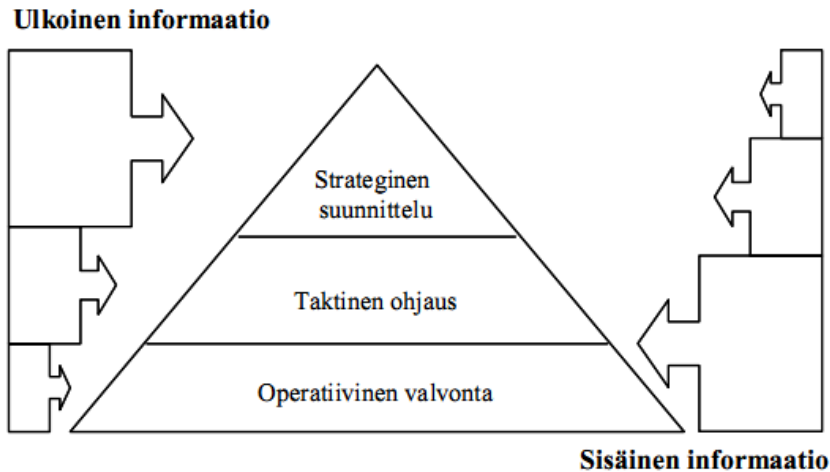 Ulkoinen informaatio
Strateginen
suunnittelu
Taktinen ohjaus
Operatiivinen valvonta
Sisäinen informaatio